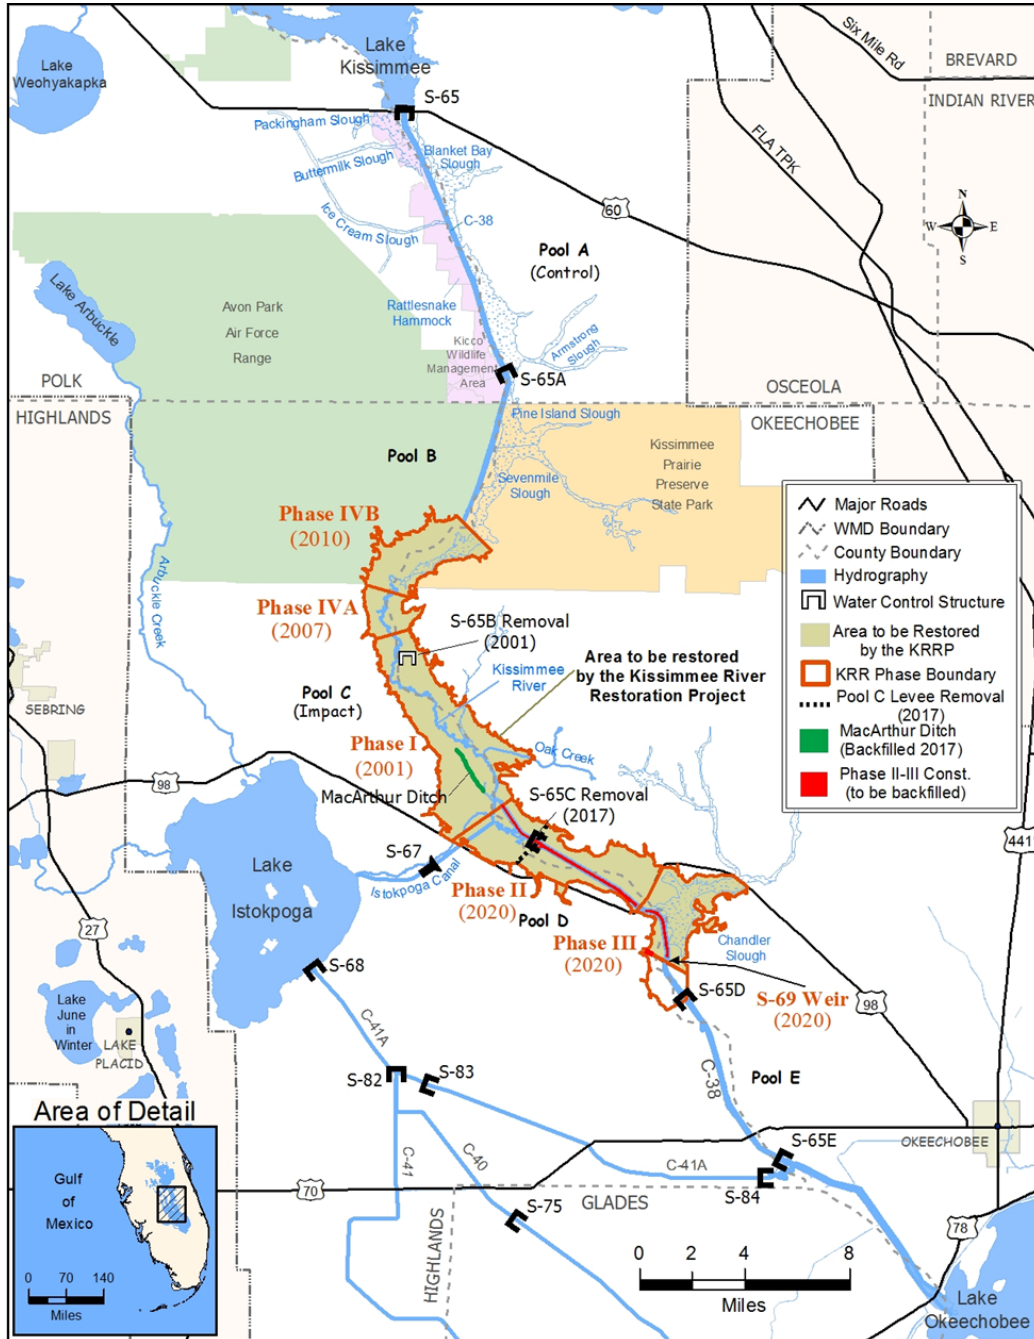 Lake
Kissimmee
Lake
Weohyakapka
S-65
Six Mile Rd
BREVARD
INDIAN RIVER
FLA TPK
Packingham Slough
Blanket Bay
Slough
Buttermilk Slough
Ice Cream Slough
C-38
60
N
W
E
S
Pool A
(Control)
Lake Arbuckle
Avon Park
Air Force
Range
Rattlesnake
Hammock
Kicco
Wildlife
Management
Area
Armstrong
Slough
S-65A
POLK
HIGHLANDS
OSCEOLA
OKEECHOBEE
Pine Island Slough
Pool B
Sevenmile
Slough
Kissimmee
Prairie
Preserve
State Park
Phase IVB
(2010)
Major Roads
WMD Boundary
County Boundary
Hydrography
Water Control Structure
Area to be Restored
by the KRRP
KRR Phase Boundary
Pool C Levee Removal
(2017)
MacArthur Ditch
(Backfilled 2017)
Phase II-III Const.
(to be backfilled)
Arbuckle Creek
Phase IVA
(2007)
S-65B Removal
(2001)
Kissimmee
River
Area to be restored
by the Kissimmee River
Restoration Project
Pool C
(Impact)
SEBRING
Phase I
(2001)
Oak Creek
98
MacArthur Ditch
S-65C Removal
(2017)
441
S-67
Istokpoga Canal
Lake
Istokpoga
Phase II
(2020)
Pool D
27
Phase III
(2020)
Chandler
Slough
S-68
S-65D
S-69 Weir
(2020)
98
Lake
June
in
Winter
LAKE
PLACID
C-41A
S-82
S-83
C-38
Pool E
Area of Detail
Gulf
of
Mexico
0 70 140
Miles
C-41
C-40
S-65E
OKEECHOBEE
C-41A
S-84
70
HIGHLANDS
GLADES
S-75
78
0 2 4 8
Miles
Lake
Okeechobee